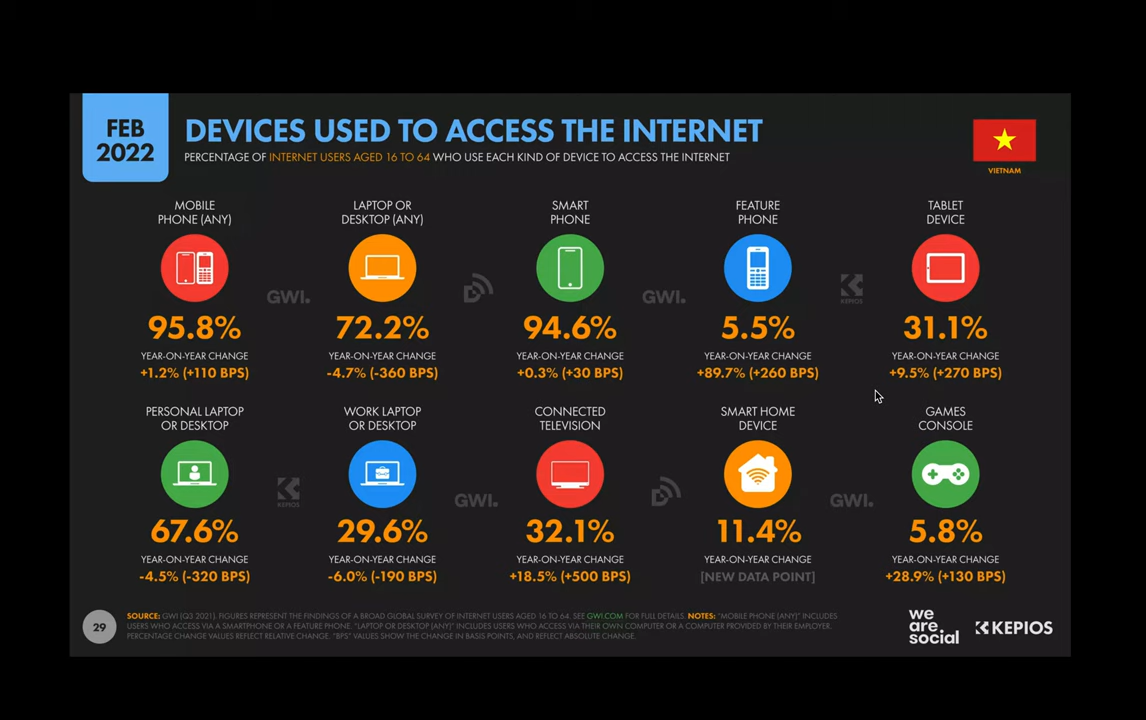 FEB
2022
DEVICES USED TO ACCESS THE INTERNET
PERCENTAGE OF INTERNET USERS AGED 16 TO 64 WHO USE EACH KIND OF DEVICE TO ACCESS THE INTERNET
VIETNAM
MOBILE
PHONE (ANY)
95.8%
YEAR-ON-YEAR CHANGE
+1.2% (+110 BPS)
LAPTOP OR
DESKTOP (ANY)
72.2%
YEAR-ON-YEAR CHANGE
-4.7% (-360 BPS)
SMART
PHONE
94.6%
YEAR-ON-YEAR CHANGE
+0.3% (+30 BPS)
FEATURE
PHONE
5.5%
YEAR-ON-YEAR CHANGE
+89.7% (+260 BPS)
TABLET
DEVICE
31.1%
YEAR-ON-YEAR CHANGE
+9.5% (+270 BPS)
GWI.
GWI.
KEPIOS
PERSONAL LAPTOP
OR DESKTOP
67.6%
YEAR-ON-YEAR CHANGE
-4.5% (-320 BPS)
WORK LAPTOP
OR DESKTOP
29.6%
YEAR-ON-YEAR CHANGE
-6.0% (-190 BPS)
CONNECTED
TELEVISION
32.1%
YEAR-ON-YEAR CHANGE
+18.5% (+500 BPS)
SMART HOME
DEVICE
11.4%
YEAR-ON-YEAR CHANGE
[NEW DATA POINT]
GAMES
CONSOLE
5.8%
YEAR-ON-YEAR CHANGE
+28.9% (+130 BPS)
KEPIOS
GWI.
GWI.
29
SOURCE: GWI (Q3 2021). FIGURES REPRESENT THE FINDINGS OF A BROAD GLOBAL SURVEY OF INTERNET USERS AGED 16 TO 64. SEE GWI.COM FOR FULL DETAILS. NOTES: "MOBILE PHONE (ANY)" INCLUDES
USERS WHO ACCESS VIA A SMARTPHONE OR A FEATURE PHONE. "LAPTOP OR DESKTOP (ANY)" INCLUDES USERS WHO ACCESS VIA THEIR OWN COMPUTER OR A COMPUTER PROVIDED BY THEIR EMPLOYER.
PERCENTAGE CHANGE VALUES REFLECT RELATIVE CHANGE. "BPS" VALUES SHOW THE CHANGE IN BASIS POINTS, AND REFLECT ABSOLUTE CHANGE.
we
are
social
KEPIOS